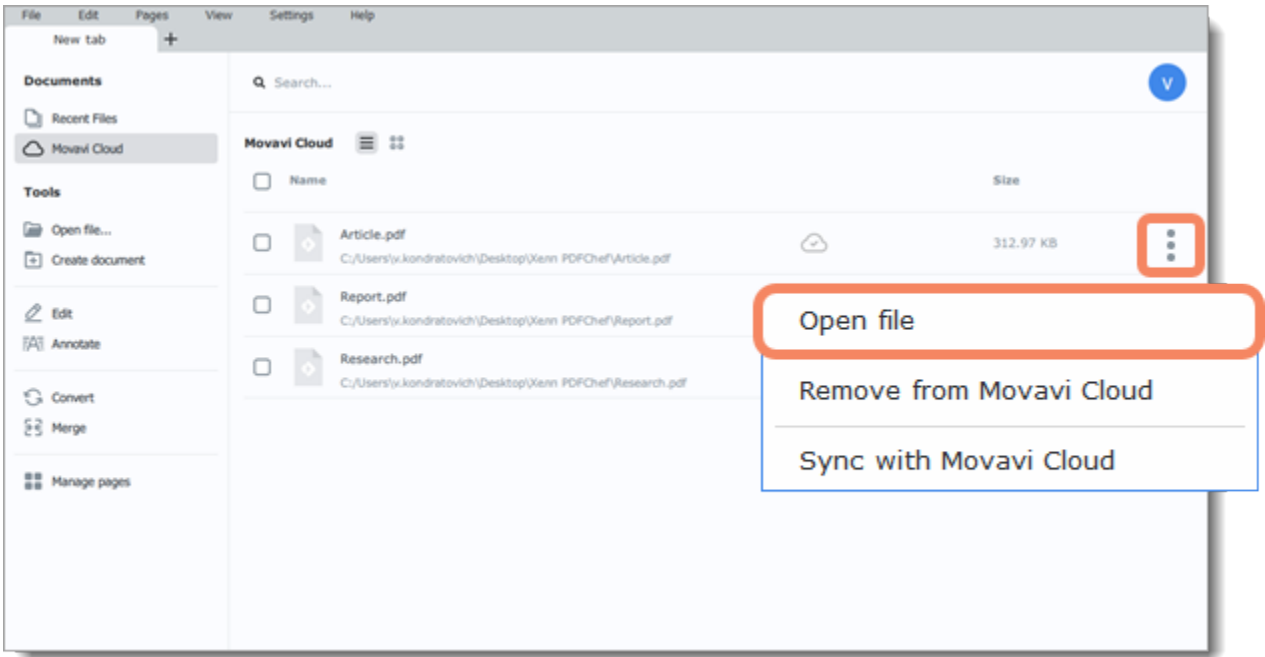 File Edit Pages View Settings Help
New tab
Documents
Search...
V
Recent Files
Movavi Cloud
Movavi Cloud
Tools
Name Size
Open file...
Create document
Article.pdf
C:/Users\v.kondratovich\Desktop\Xenn PDFChef\Article.pdf
312.97 KB
Edit
Annotate
Report.pdf
C:/Users\v.kondratovich\Desktop\Xenn PDFChef\Report.pdf
Research.pdf
C:/Users\v.kondratovich\Desktop\Xenn PDFChef\Research.pdf
Convert
Merge
Manage pages
Open file
Remove from Movavi Cloud
Sync with Movavi Cloud